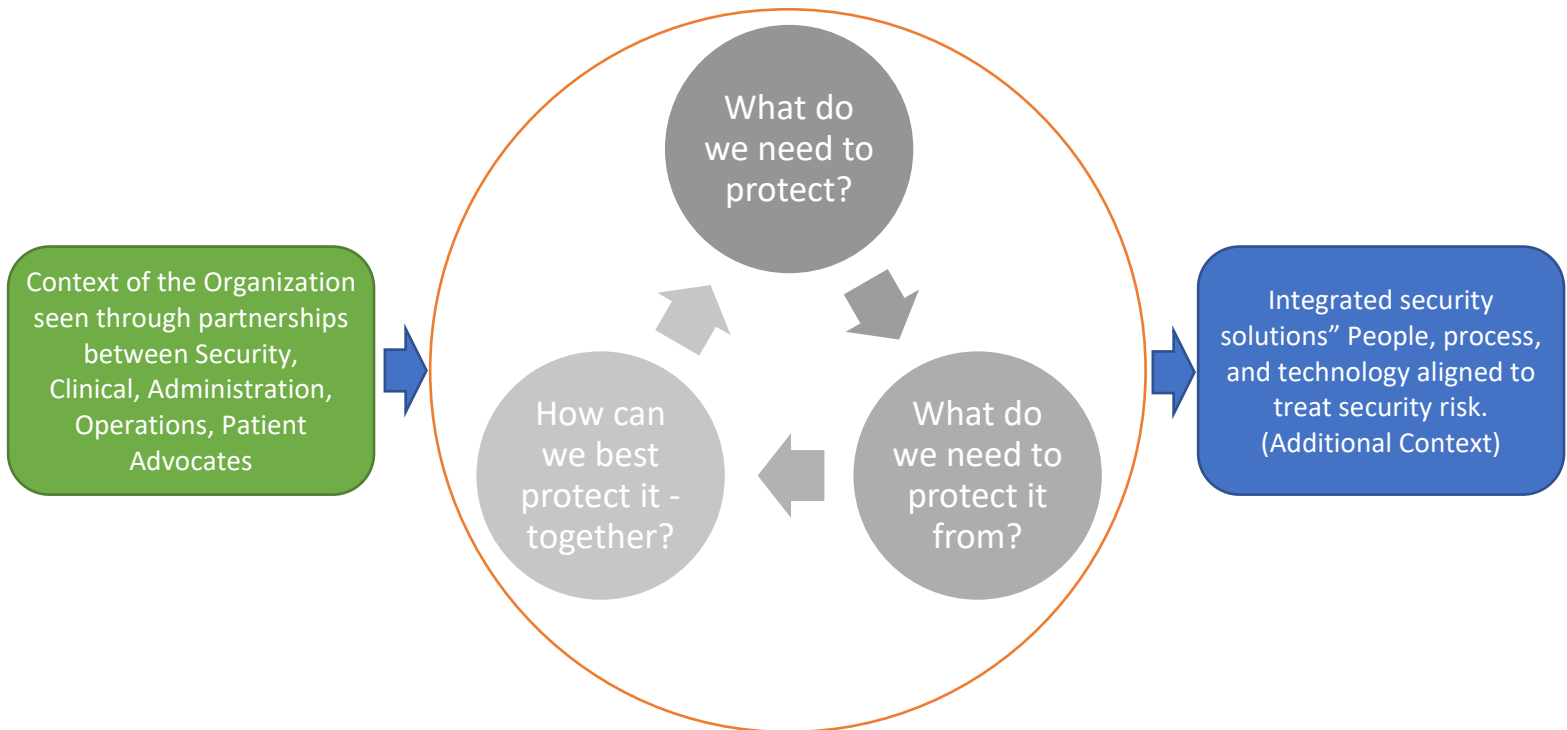 Context of the Organization
seen through partnerships
between Security,
Clinical, Administration,
Operations, Patient
Advocates
What do
we need to
protect?
What do
we need to
protect it
from?
How can
we best
protect it -
together?
Integrated security
solutions” People, process,
and technology aligned to
treat security risk.
(Additional Context)